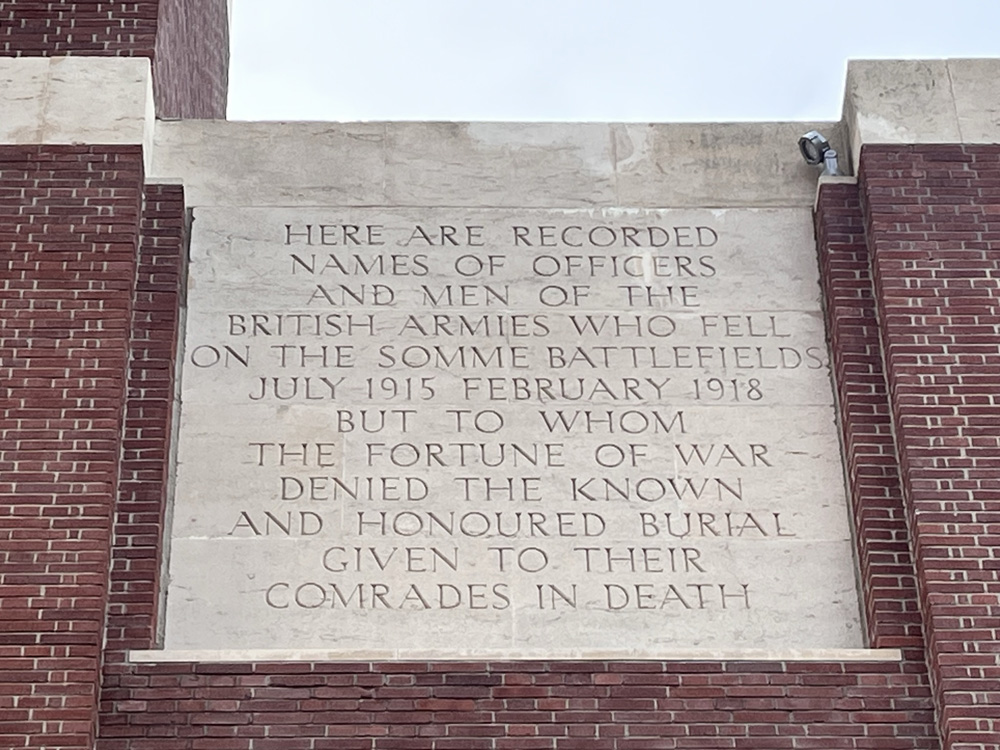 HERE ARE RECORDED
NAMES OF OFFICERS
AND MEN OF THE
BRITISH ARMIES WHO FELL
ON THE SOMME BATTLEFIELDS
JULY 1915 FEBRUARY 1918
BUT TO WHOM
THE FORTUNE OF WAR
DENIED THE KNOWN
AND HONOURED BURIAL
GIVEN TO THEIR
COMRADES IN DEATH